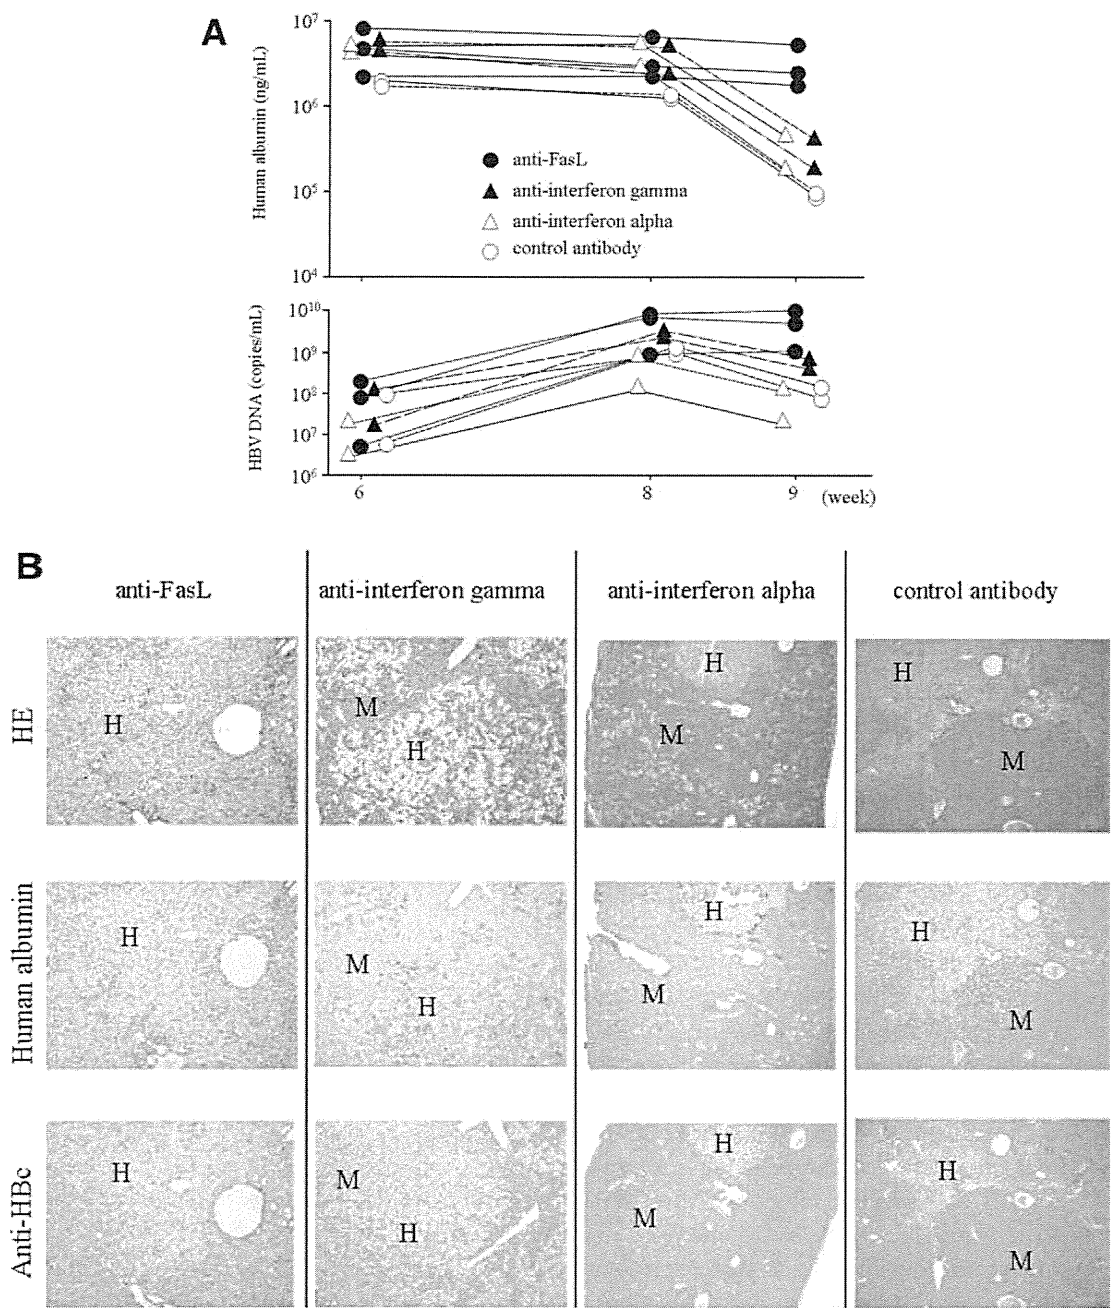 A
Human albumin (ng/mL)
10⁷
10⁶
10⁵
10⁴
anti-FasL
anti-interferon gamma
anti-interferon alpha
control antibody
HBV DNA (copies/mL)
10¹⁰
10⁹
10⁸
10⁷
10⁶
6 8 9 (week)
B
anti-FasL anti-interferon gamma anti-interferon alpha control antibody
HE
H
M
H
H
M
H
M
Human albumin
H
M
H
H
M
H
M
Anti-HBc
H
M
H
H
M
H
M